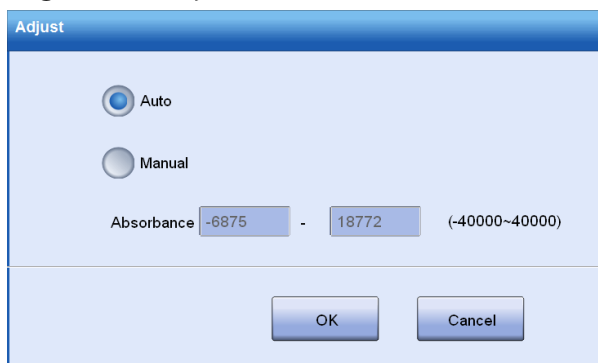 Adjust
Auto
Manual
Absorbance -6875 - 18772 (-40000~40000)
OK Cancel